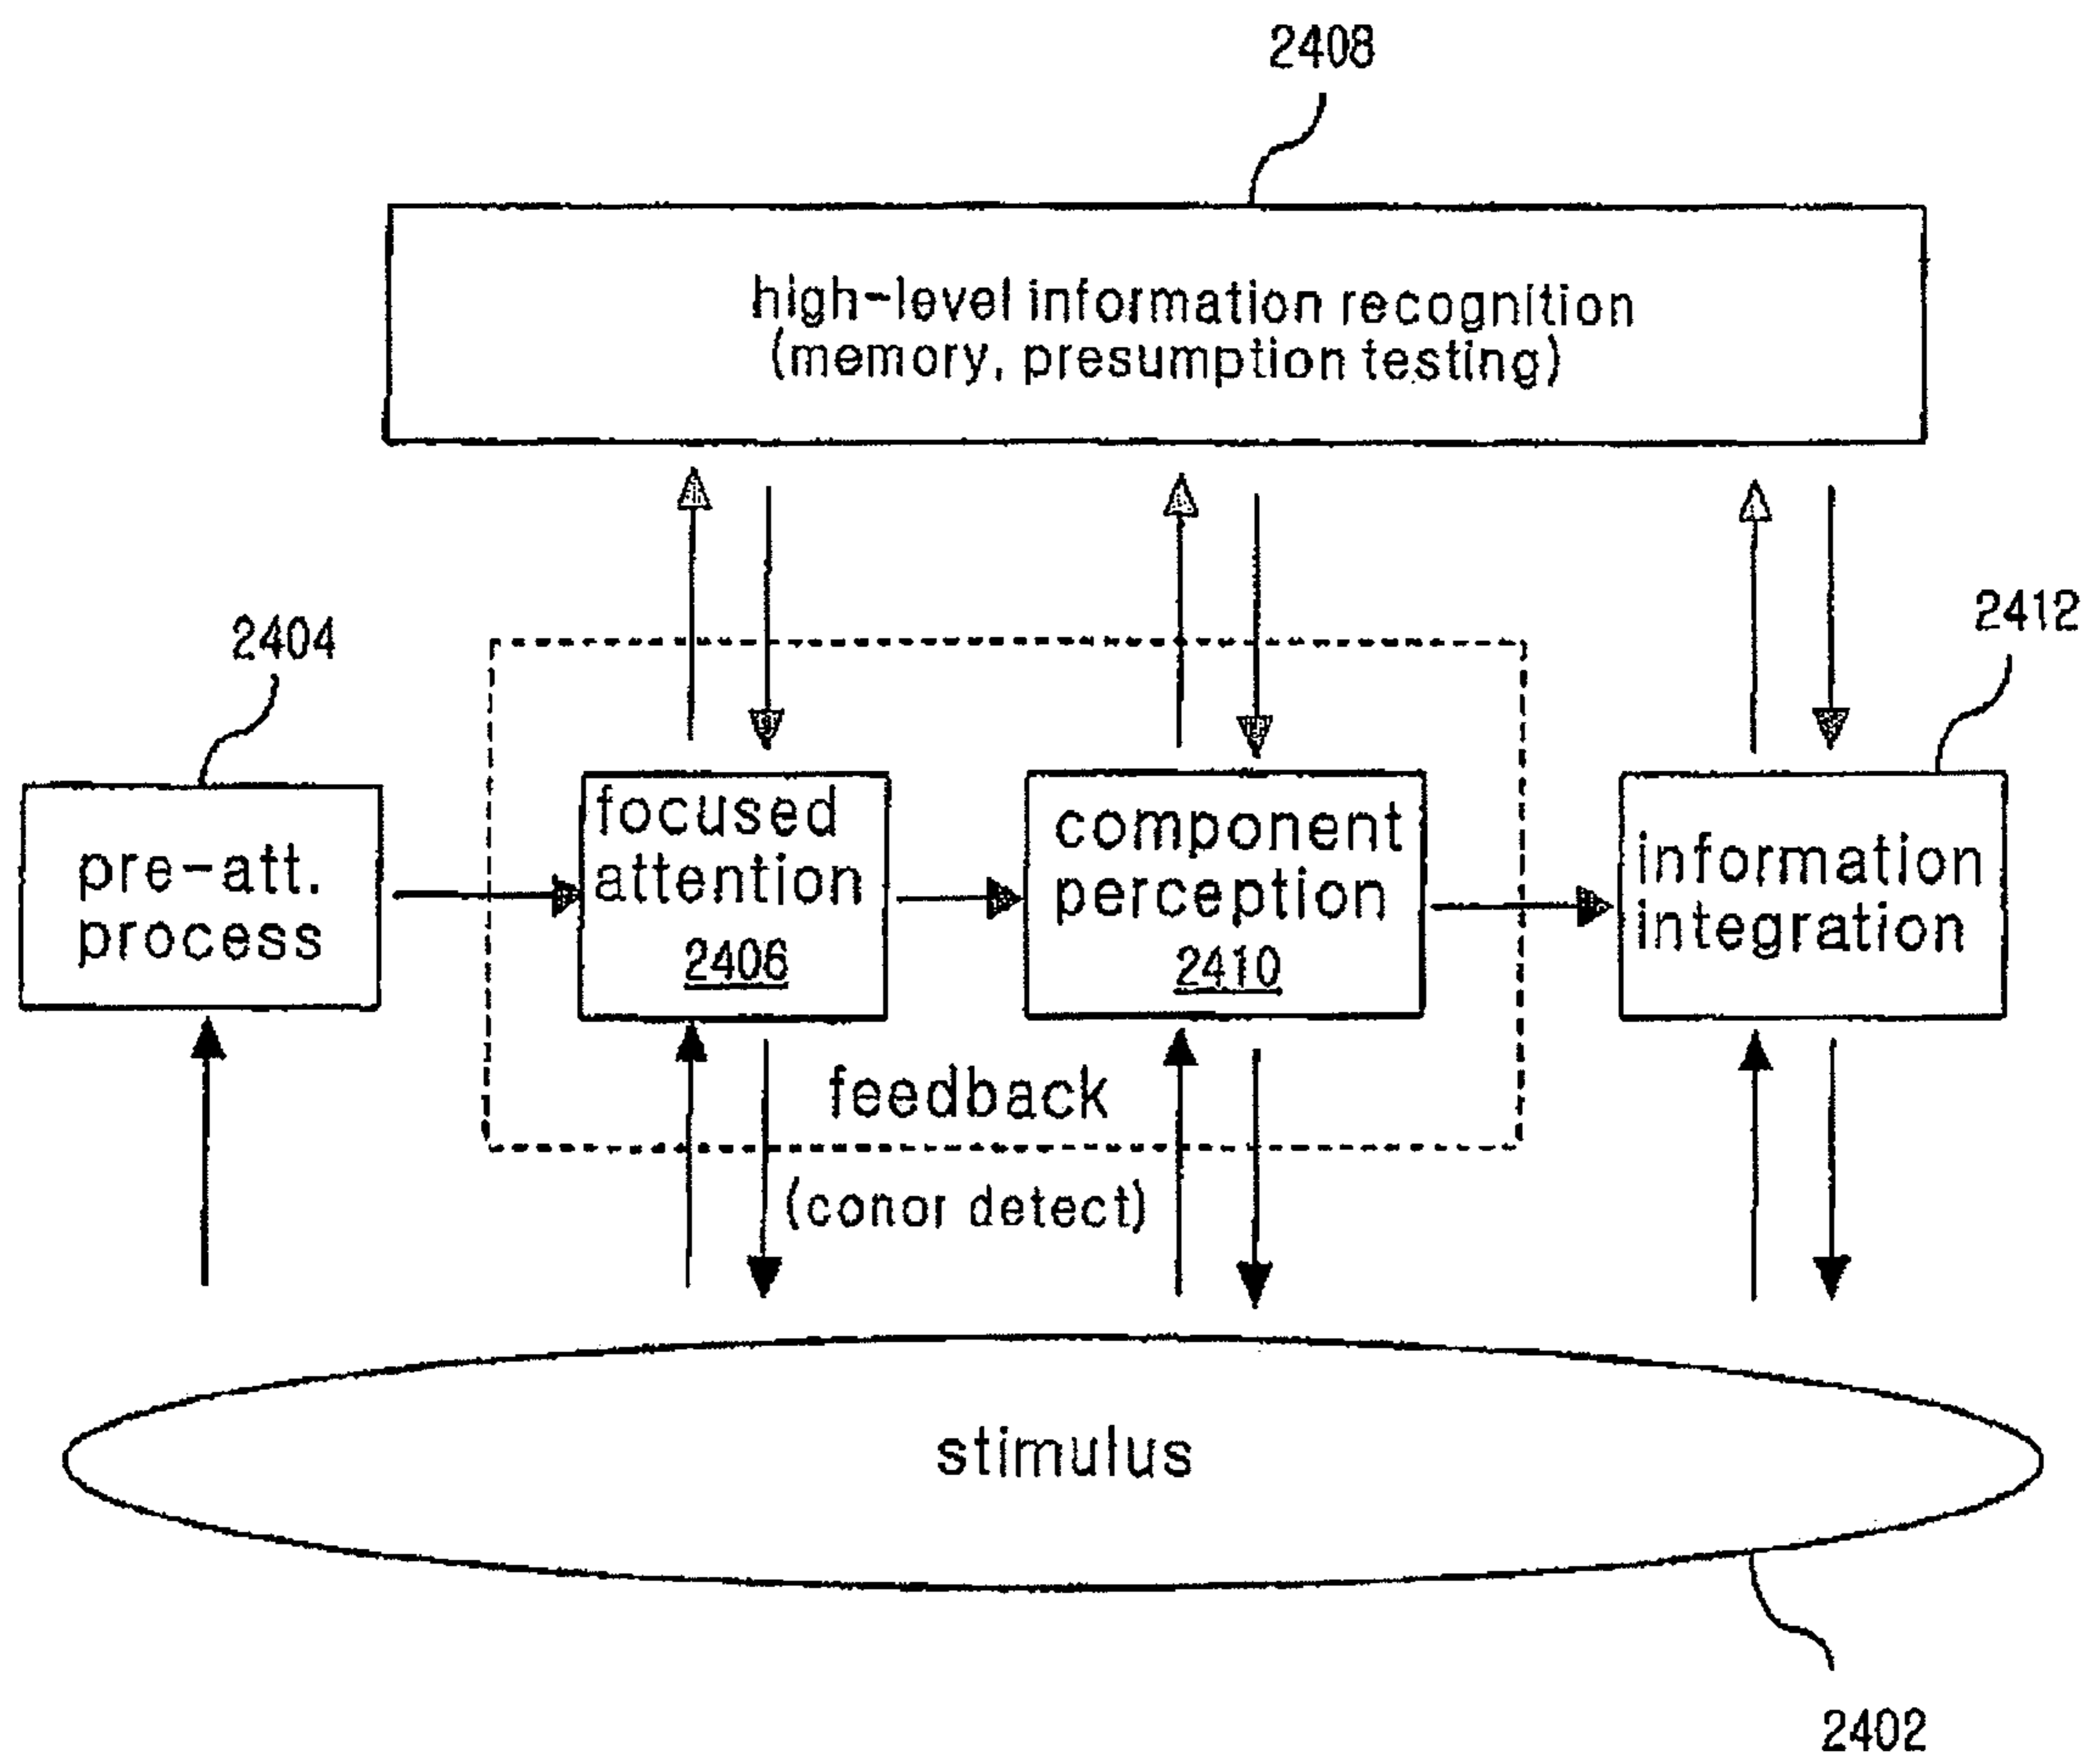 2408
high-level information recognition
(memory, presumption testing)
2404
2412
pre-att.
process
focused
attention
2406
component
perception
2410
information
integration
feedback
(conor detect)
stimulus
2402